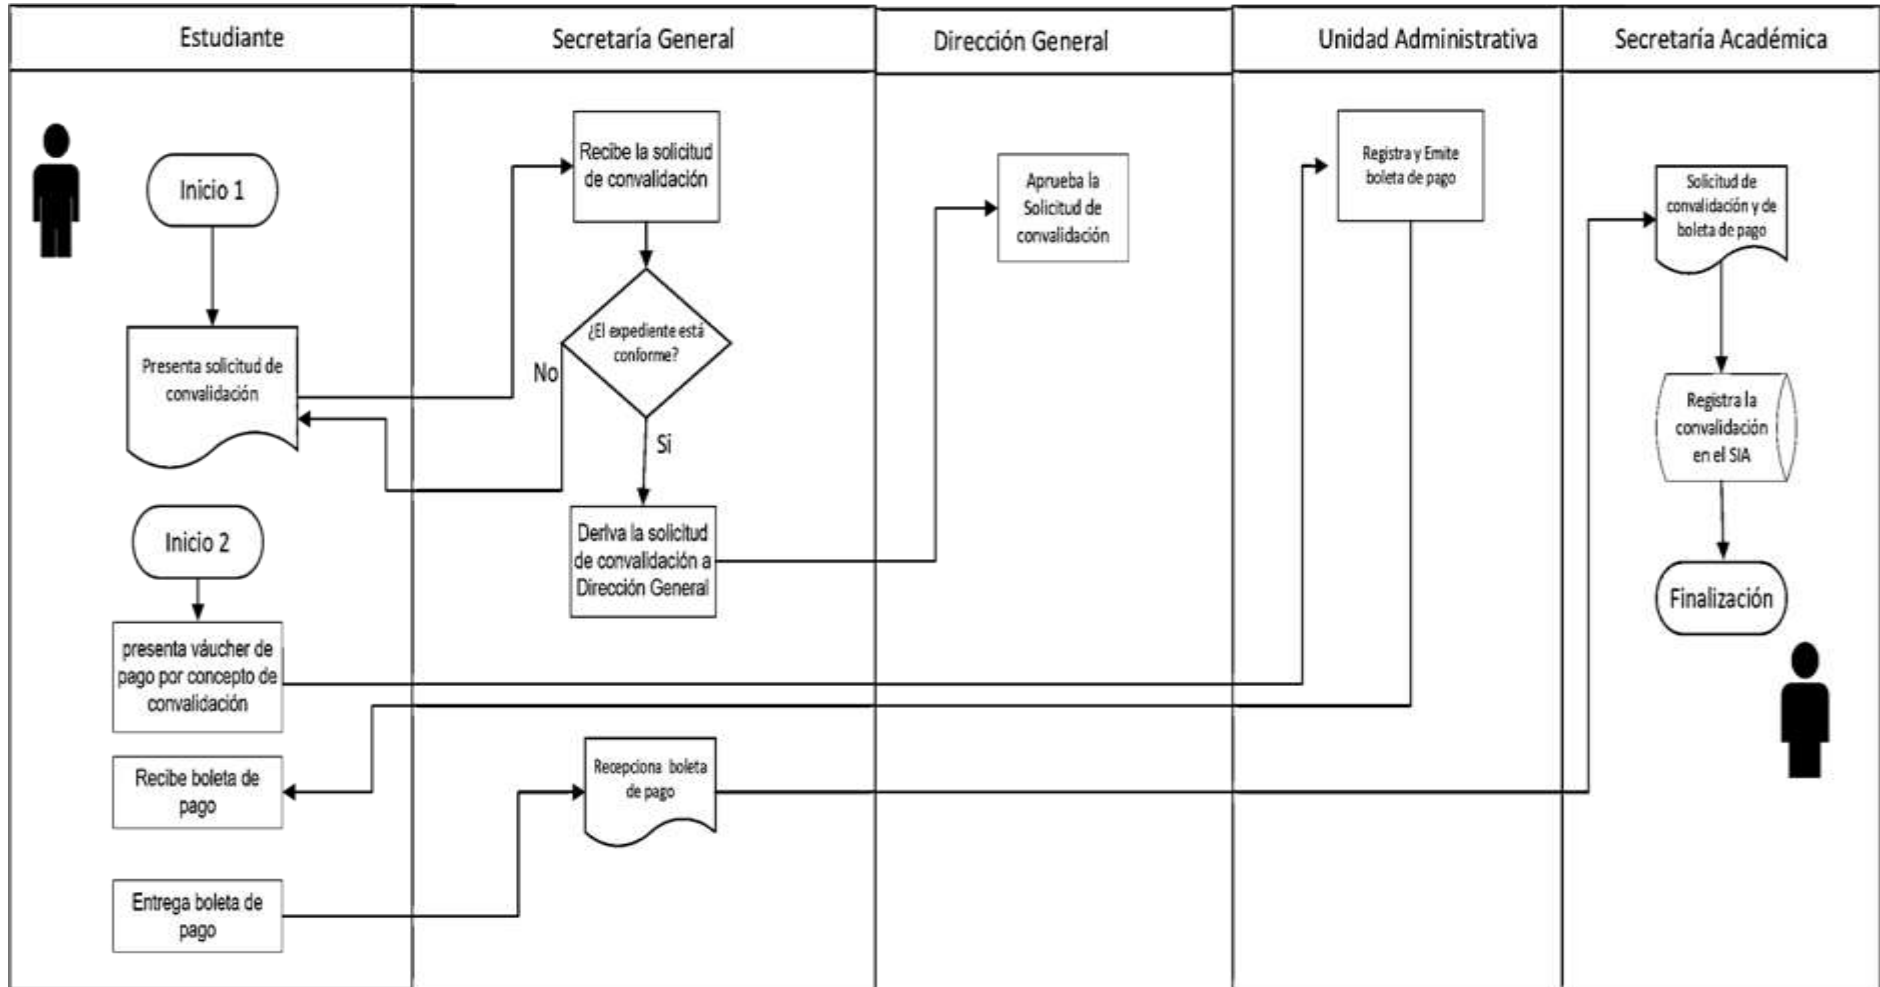 Estudiante
Secretaría General
Dirección General
Unidad Administrativa
Secretaría Académica
Inicio 1
Presenta solicitud de
convalidación
Inicio 2
presenta váucher de
pago por concepto de
convalidación
Recibe boleta de
pago
Entrega boleta de
pago
Recibe la solicitud
de convalidación
¿El expediente está
conforme?
No
Si
Deriva la solicitud
de convalidación a
Dirección General
Recepciona boleta
de pago
Aprueba la
Solicitud de
convalidación
Registra y Emite
boleta de pago
Solicitud de
convalidación y de
boleta de pago
Registra la
convalidación
en el SIA
Finalización